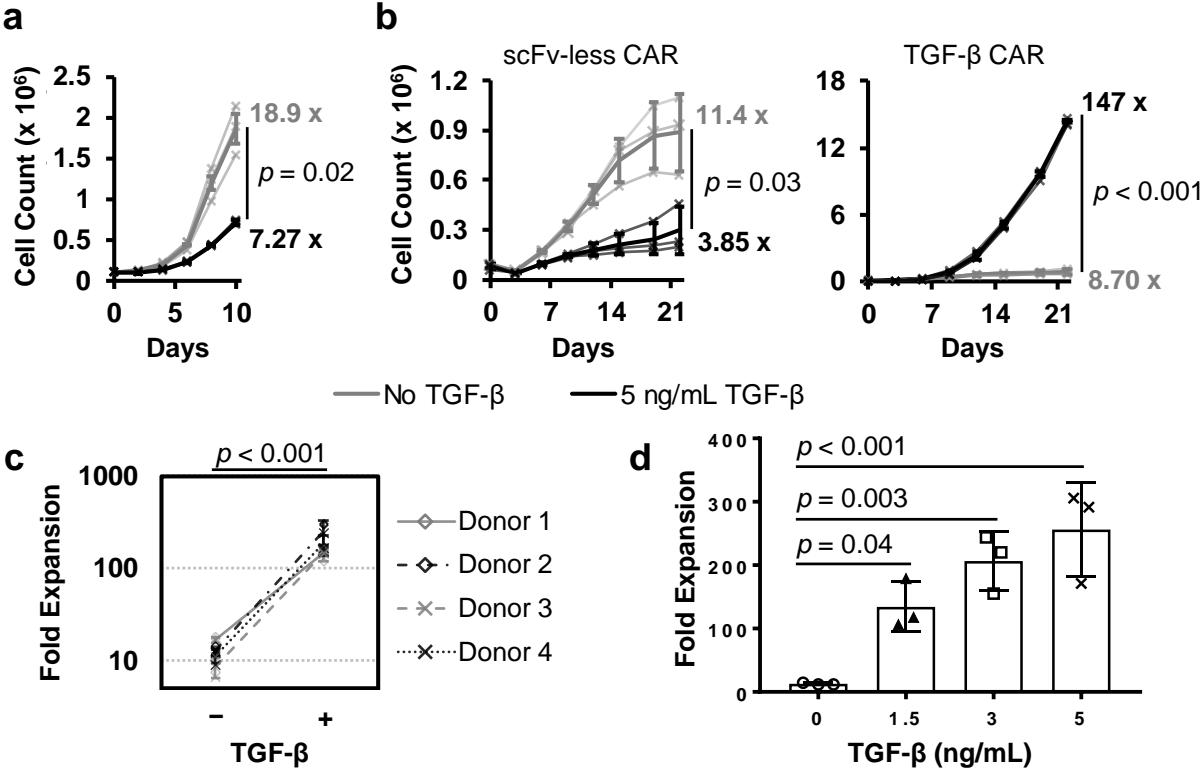 a
Cell Count (x 10⁶)
2.5
2
1.5
1
0.5
0
0 5 10
Days
18.9 x
p = 0.02
7.27 x
b
scFv-less CAR
Cell Count (x 10⁶)
1.2
0.9
0.6
0.3
0
0 7 14 21
Days
11.4 x
p = 0.03
3.85 x
TGF-β CAR
18
12
6
0
0 7 14 21
Days
147 x
p < 0.001
8.70 x
No TGF-β 5 ng/mL TGF-β
c
p < 0.001
Fold Expansion
1000
100
10
− +
TGF-β
Donor 1
Donor 2
Donor 3
Donor 4
d
Fold Expansion
400
300
200
100
0
p < 0.001
p = 0.003
p = 0.04
0 1.5 3 5
TGF-β (ng/mL)